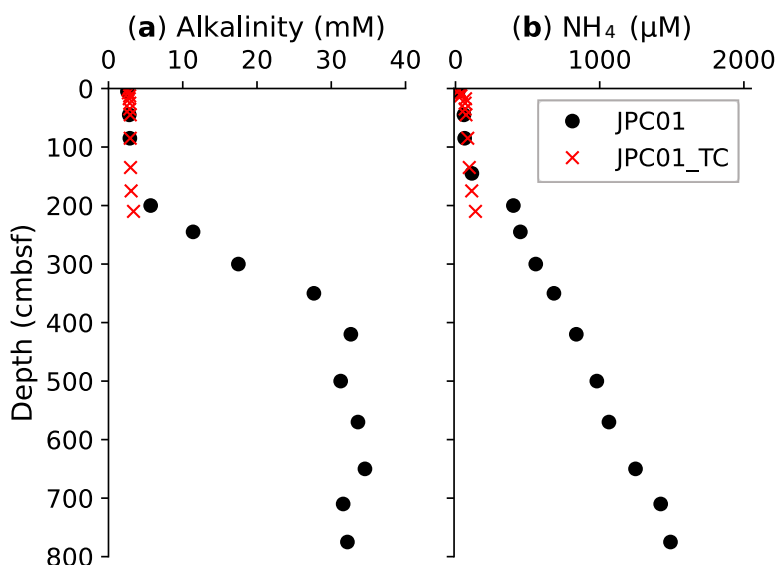 (a) Alkalinity (mM)
(b) NH₄ (μM)
0 10 20 30 40
0 1000 2000
0
100
200
300
400
500
600
700
800
Depth (cmbsf)
JPC01
JPC01_TC